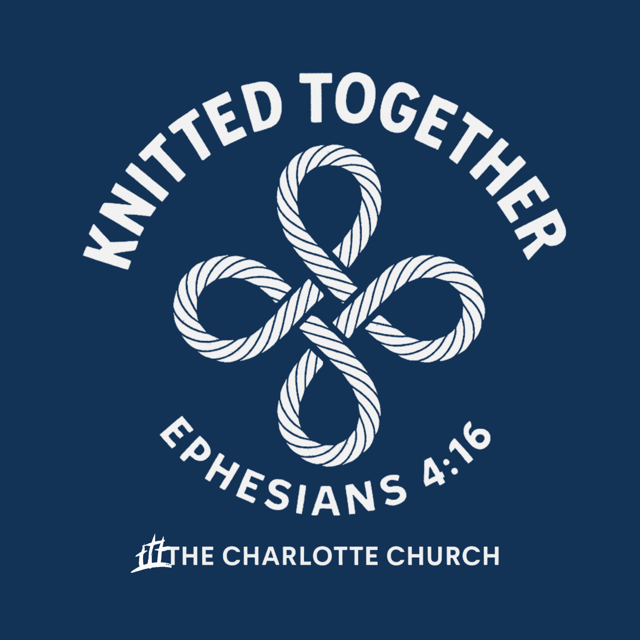 KNITTED TOGETHER
EPHESIANS 4:16
THE CHARLOTTE CHURCH